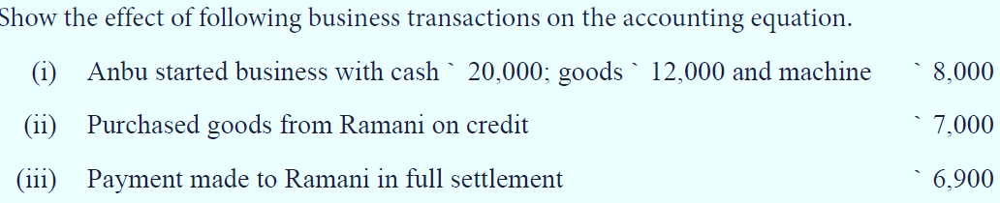 Show the effect of following business transactions on the accounting equation.
(i) Anbu started business with cash ` 20,000; goods ` 12,000 and machine ` 8,000
(ii) Purchased goods from Ramani on credit ` 7,000
(iii) Payment made to Ramani in full settlement ` 6,900